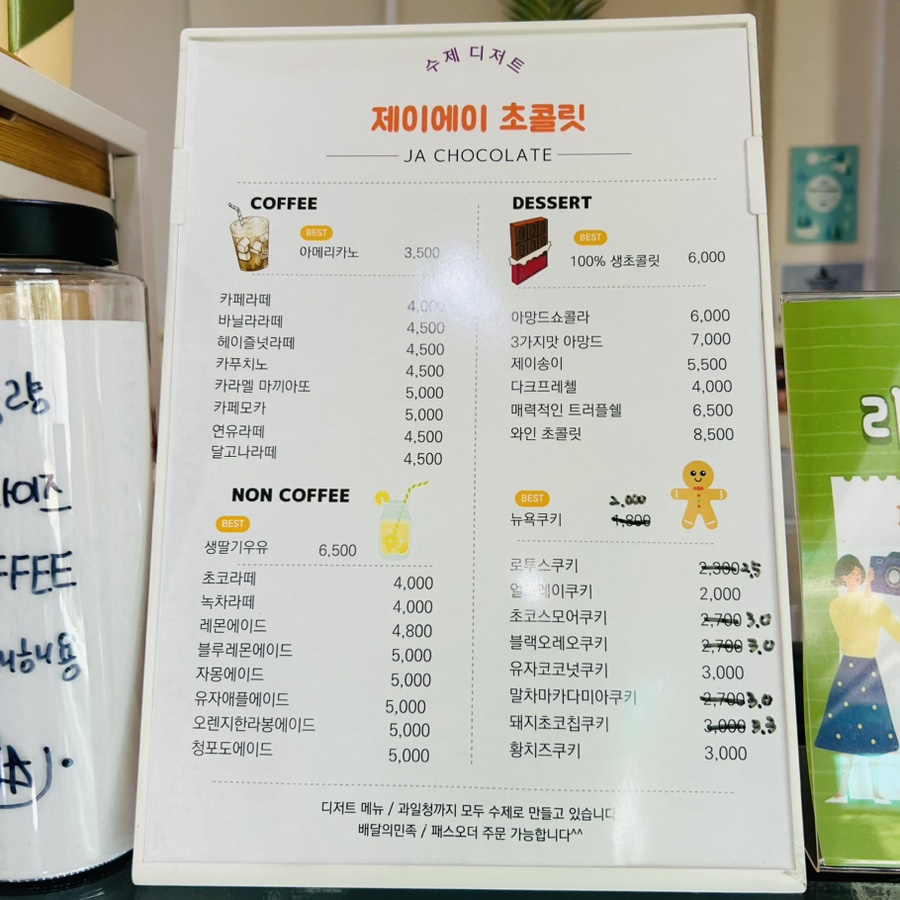 수제 디저트
제이에이 초콜릿
JA CHOCOLATE
COFFEE
BEST
아메리카노 3,500
카페라떼 4,000
바닐라라떼 4,500
헤이즐넛라떼 4,500
카푸치노 4,500
카라멜 마끼아또 5,000
카페모카 5,000
연유라떼 4,500
달고나라떼 4,500
NON COFFEE
BEST
생딸기우유 6,500
초코라떼 4,000
녹차라떼 4,000
레몬에이드 4,800
블루레몬에이드 5,000
자몽에이드 5,000
유자애플에이드 5,000
오렌지한라봉에이드 5,000
청포도에이드 5,000
DESSERT
BEST
100% 생초콜릿 6,000
아망드쇼콜라 6,000
3가지맛 아망드 7,000
제이송이 5,500
다크프레첼 4,000
매력적인 트러플쉘 6,500
와인 초콜릿 8,500
BEST
뉴욕쿠키 1,800 2,000
로투스쿠키 2,300 2.5
2,000
초코스모어쿠키 2,700 3.0
블랙오레오쿠키 2,700 3.0
유자코코넛쿠키 3,000
말차마카다미아쿠키 2,700 3.0
돼지초코칩쿠키 3,000 3.3
황치즈쿠키 3,000
디저트 메뉴 / 과일청까지 모두 수제로 만들고 있습니다
배달의민족 / 패스오더 주문 가능합니다^^